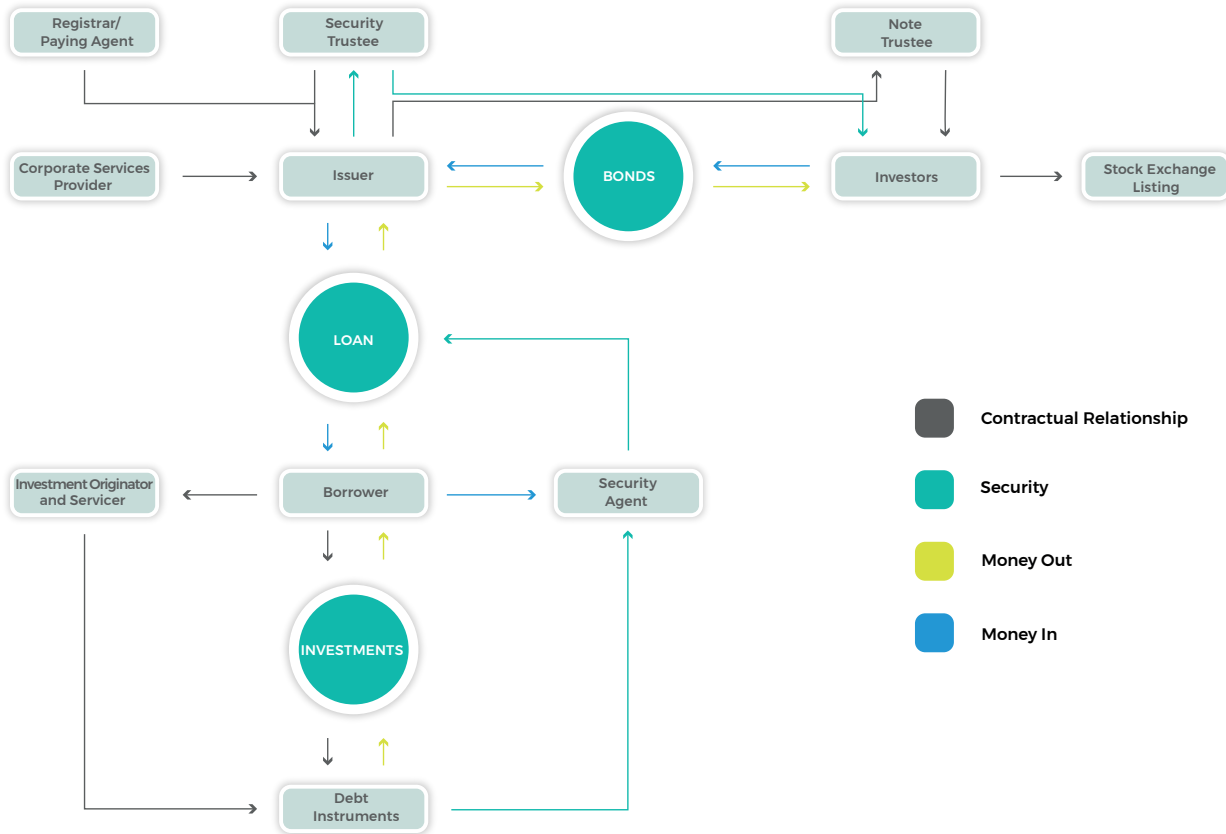 Registrar/
Paying Agent
Security
Trustee
Note
Trustee
Corporate Services
Provider
Issuer
BONDS
Investors
Stock Exchange
Listing
LOAN
Contractual Relationship
Investment Originator
and Servicer
Borrower
Security
Agent
Security
Money Out
Money In
INVESTMENTS
Debt
Instruments